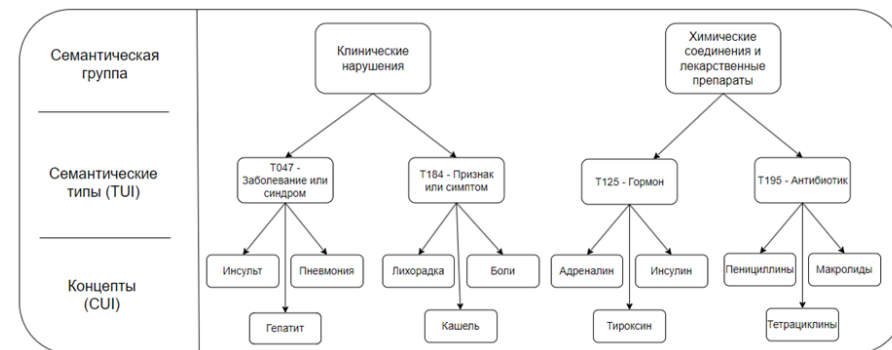 Семантическая
группа
Клинические
нарушения
Химические
соединения и
лекарственные
препараты
Семантические
типы (TUI)
T047 -
Заболевание или
синдром
T184 - Признак
или симптом
T125 - Гормон
T195 - Антибиотик
Концепты
(CUI)
Инсульт
Пневмония
Лихорадка
Боли
Адреналин
Инсулин
Пенициллины
Макролиды
Гепатит
Кашель
Тироксин
Тетрациклины